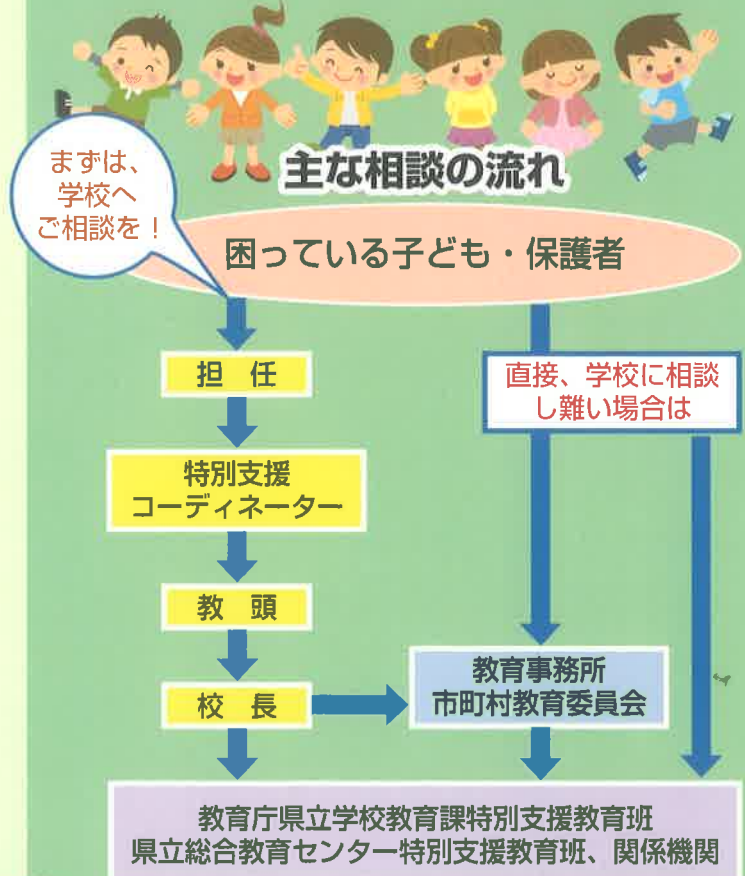 主な相談の流れ
まずは、
学校へ
ご相談を！
困っている子ども・保護者
担　任
特別支援
コーディネーター
教　頭
校　長
直接、学校に相談
し難い場合は
教育事務所
市町村教育委員会
教育庁県立学校教育課特別支援教育班
県立総合教育センター特別支援教育班、関係機関